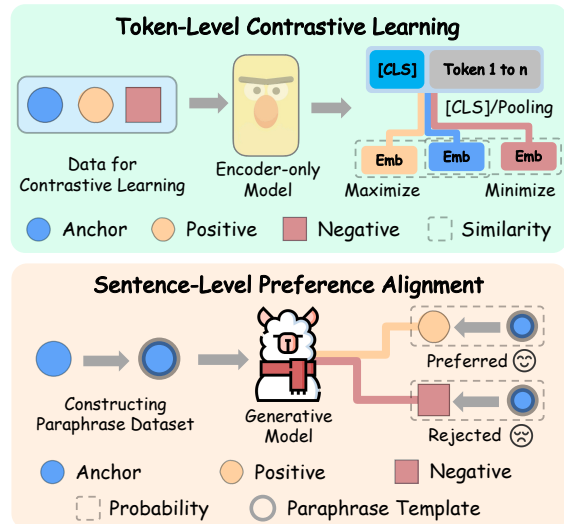 Token-Level Contrastive Learning
[CLS]
Token 1 to n
[CLS]/Pooling
Emb
Emb
Emb
Data for
Contrastive Learning
Encoder-only
Model
Maximize
Minimize
Anchor
Positive
Negative
Similarity
Sentence-Level Preference Alignment
Preferred
Constructing
Paraphrase Dataset
Generative
Model
Rejected
Anchor
Positive
Negative
Probability
Paraphrase Template